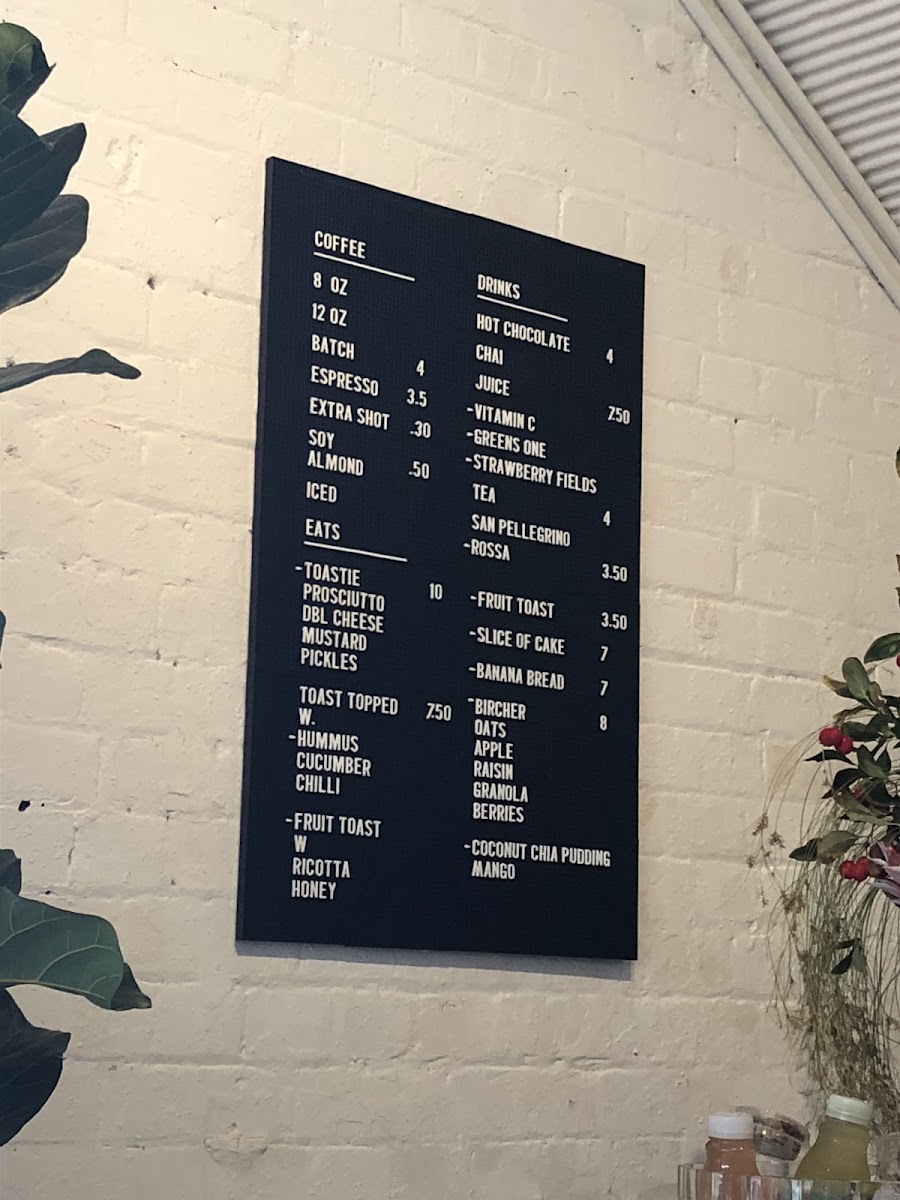 COFFEE
8 OZ
12 OZ
BATCH 4
ESPRESSO 3.5
EXTRA SHOT .30
SOY
ALMOND .50
ICED
EATS
-TOASTIE 10
PROSCIUTTO
DBL CHEESE
MUSTARD
PICKLES
TOAST TOPPED 7.50
W.
-HUMMUS
CUCUMBER
CHILLI
-FRUIT TOAST
W
RICOTTA
HONEY
DRINKS
HOT CHOCOLATE 4
CHAI
JUICE 7.50
-VITAMIN C
-GREENS ONE
-STRAWBERRY FIELDS
TEA 4
SAN PELLEGRINO
-ROSSA 3.50
-FRUIT TOAST 3.50
-SLICE OF CAKE 7
-BANANA BREAD 7
-BIRCHER 8
OATS
APPLE
RAISIN
GRANOLA
BERRIES
-COCONUT CHIA PUDDING
MANGO